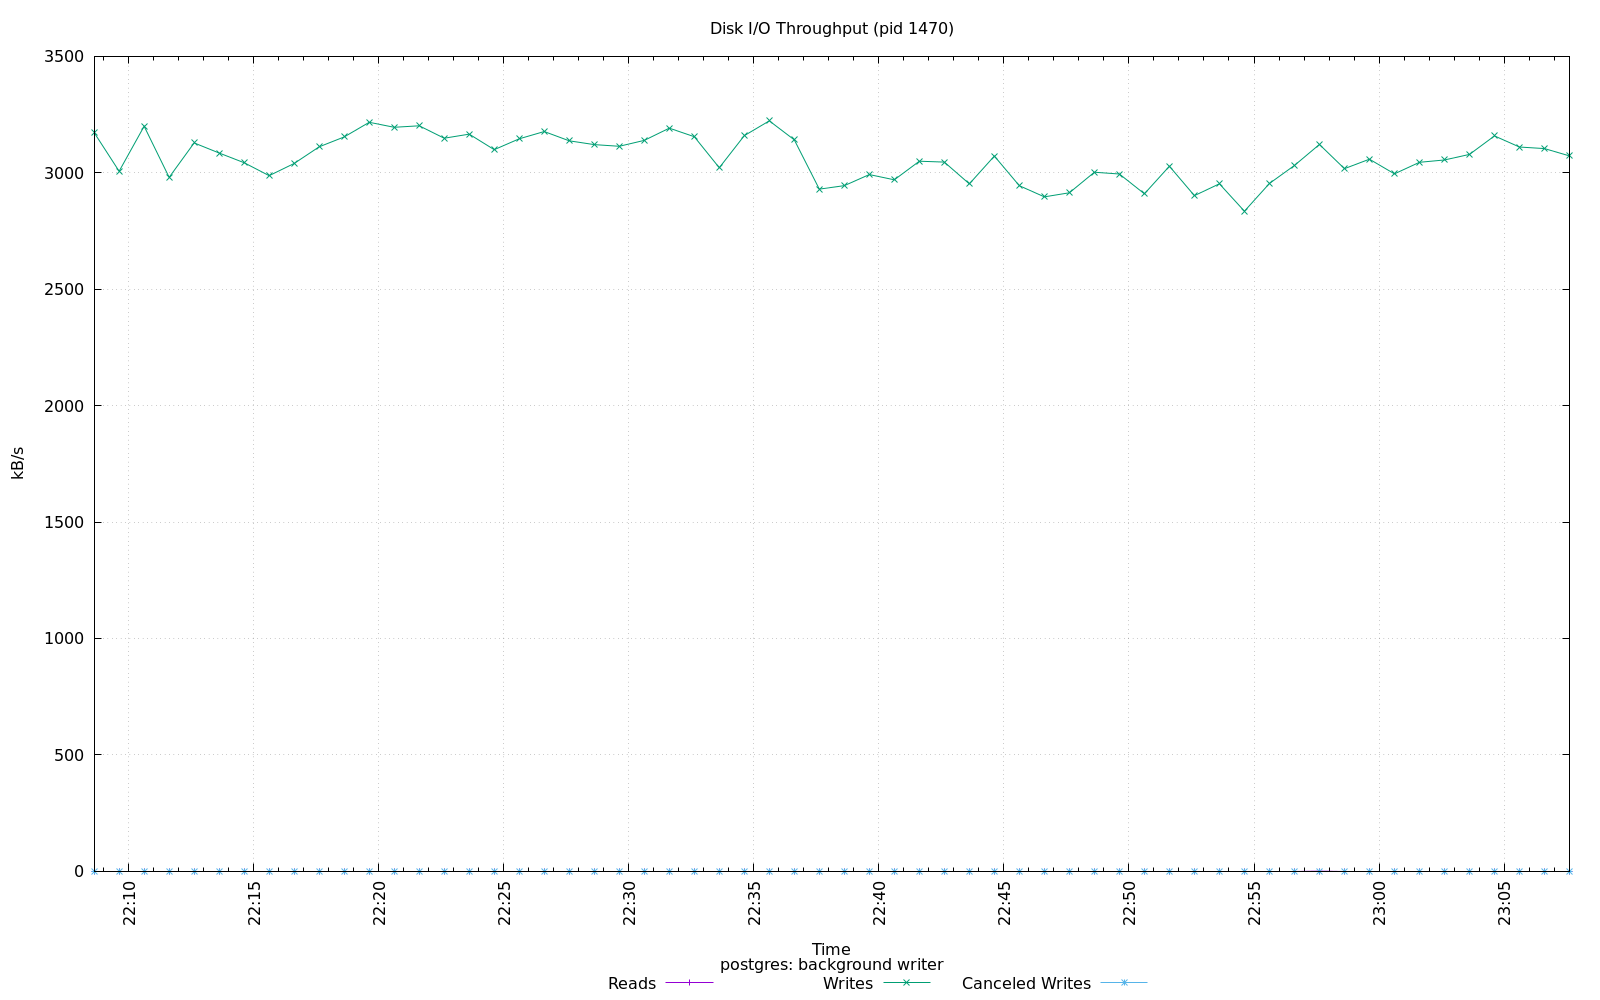 Disk I/O Throughput (pid 1470)
3500
3000
2500
2000
1500
1000
500
0
kB/s
22:10 22:15 22:20 22:25 22:30 22:35 22:40 22:45 22:50 22:55 23:00 23:05
Time
postgres: background writer
Reads Writes Canceled Writes